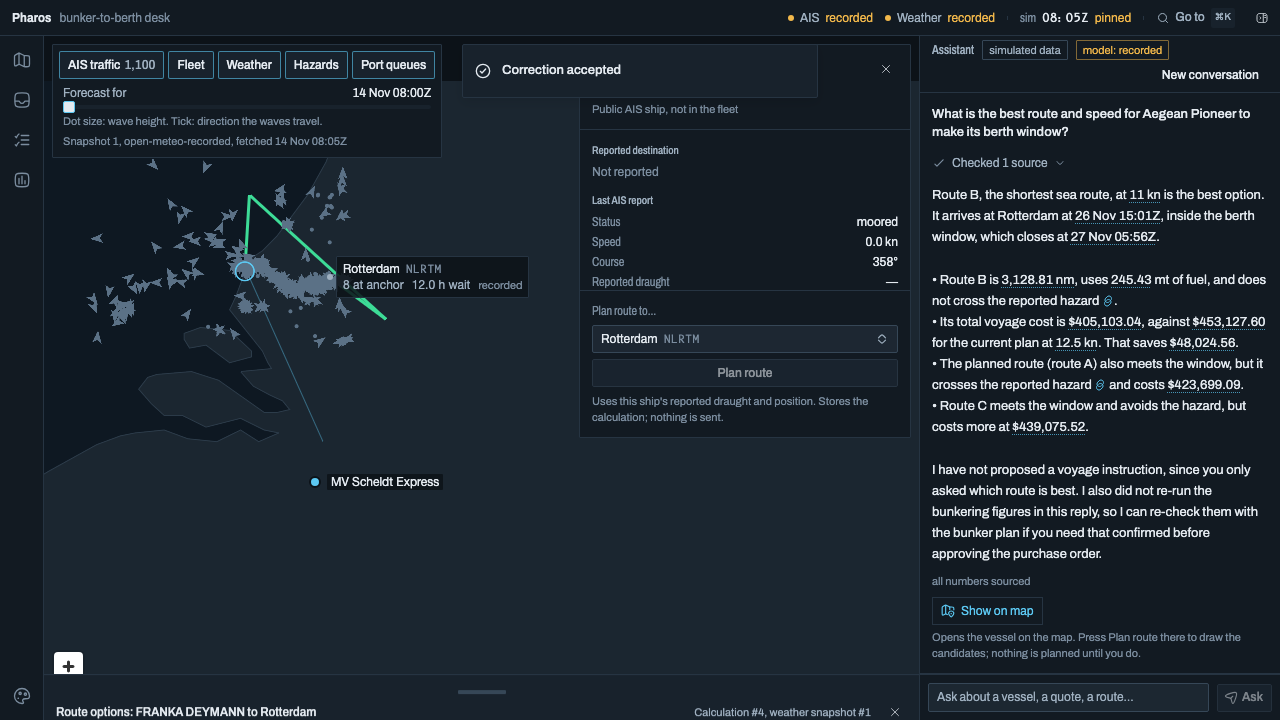 Pharos bunker-to-berth desk
AIS recorded Weather recorded sim 08:05Z pinned Go to ⌘K
AIS traffic 1,100 Fleet Weather Hazards Port queues
Forecast for 14 Nov 08:00Z
Dot size: wave height. Tick: direction the waves travel.
Snapshot 1, open-meteo-recorded, fetched 14 Nov 08:05Z
Correction accepted
Public AIS ship, not in the fleet
Reported destination
Not reported
Last AIS report
Status moored
Speed 0.0 kn
Course 358°
Reported draught —
Plan route to...
Rotterdam NLRTM
Plan route
Uses this ship's reported draught and position. Stores the
calculation; nothing is sent.
Rotterdam NLRTM
8 at anchor 12.0 h wait recorded
MV Scheldt Express
+
Route options: FRANKA DEYMANN to Rotterdam
Calculation #4, weather snapshot #1
Assistant simulated data model: recorded
New conversation
What is the best route and speed for Aegean Pioneer to
make its berth window?
Checked 1 source
Route B, the shortest sea route, at 11 kn is the best option.
It arrives at Rotterdam at 26 Nov 15:01Z, inside the berth
window, which closes at 27 Nov 05:56Z.
• Route B is 3,128.81 nm, uses 245.43 mt of fuel, and does
not cross the reported hazard.
• Its total voyage cost is $405,103.04, against $453,127.60
for the current plan at 12.5 kn. That saves $48,024.56.
• The planned route (route A) also meets the window, but it
crosses the reported hazard and costs $423,699.09.
• Route C meets the window and avoids the hazard, but
costs more at $439,075.52.
I have not proposed a voyage instruction, since you only
asked which route is best. I also did not re-run the
bunkering figures in this reply, so I can re-check them with
the bunker plan if you need that confirmed before
approving the purchase order.
all numbers sourced
Show on map
Opens the vessel on the map. Press Plan route there to draw the
candidates; nothing is planned until you do.
Ask about a vessel, a quote, a route...
Ask